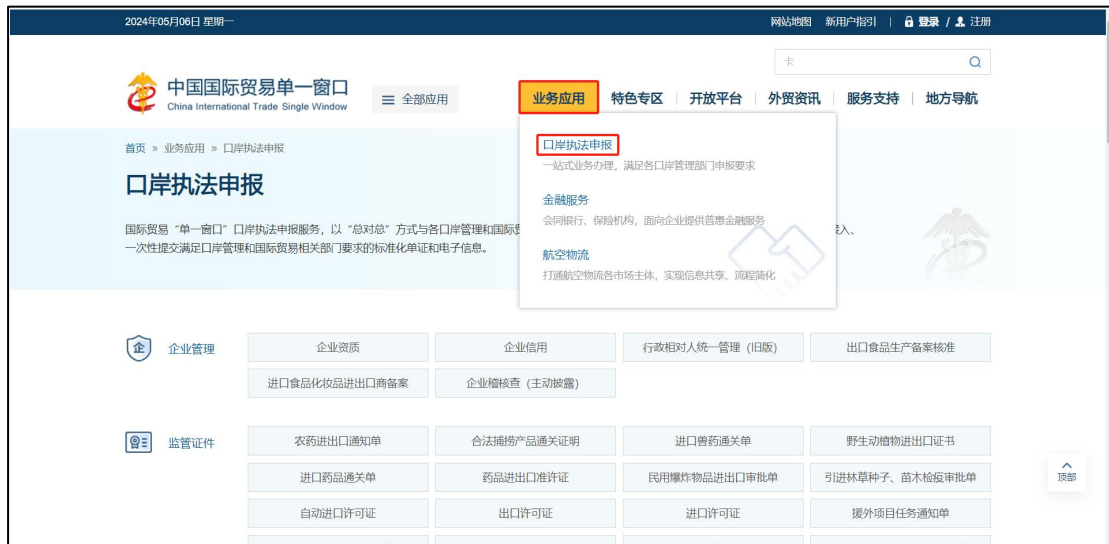 2024年05月06日 星期一
网站地图 新用户指引 | 登录 / 注册
卡
中国国际贸易单一窗口
China International Trade Single Window
全部应用
业务应用 特色专区 | 开放平台 | 外贸资讯 | 服务支持 | 地方导航
首页 » 业务应用 » 口岸执法申报
口岸执法申报
国际贸易“单一窗口”口岸执法申报服务，以“总对总”方式与各口岸管理和国际
一次性提交满足口岸管理和国际贸易相关部门要求的标准化单证和电子信息。
口岸执法申报
一站式业务办理，满足各口岸管理部门申报要求
金融服务
会同银行、保险机构，面向企业提供普惠金融服务
航空物流
打通航空物流各市场主体，实现信息共享、流程简化
入、
企 企业管理
企业资质 企业信用 行政相对人统一管理（旧版） 出口食品生产备案核准
进口食品化妆品进出口商备案 企业稽核查（主动披露）
监管证件
农药进出口通知单 合法捕捞产品通关证明 进口兽药通关单 野生动植物进出口证书
进口药品通关单 药品进出口准许证 民用爆炸物品进出口审批单 引进林草种子、苗木检疫审批单
自动进口许可证 出口许可证 进口许可证 援外项目任务通知单
顶部